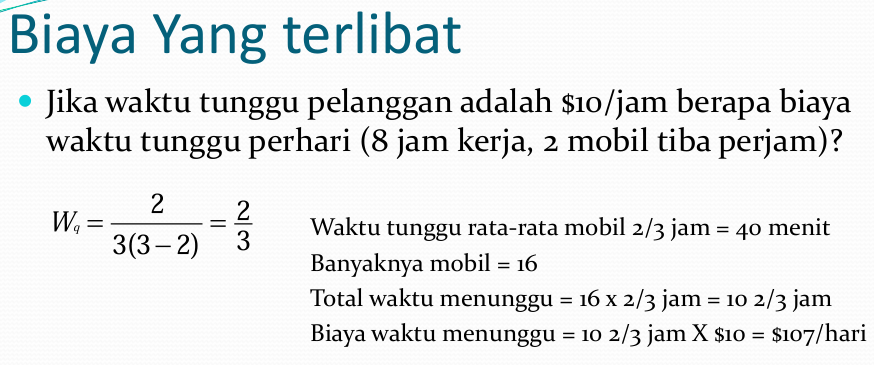 Biaya Yang terlibat
• Jika waktu tunggu pelanggan adalah $10/jam berapa biaya
waktu tunggu perhari (8 jam kerja, 2 mobil tiba perjam)?
W_q = 2 / 3(3 – 2) = 2/3
Waktu tunggu rata-rata mobil 2/3 jam = 40 menit
Banyaknya mobil = 16
Total waktu menunggu = 16 x 2/3 jam = 10 2/3 jam
Biaya waktu menunggu = 10 2/3 jam X $10 = $107/hari